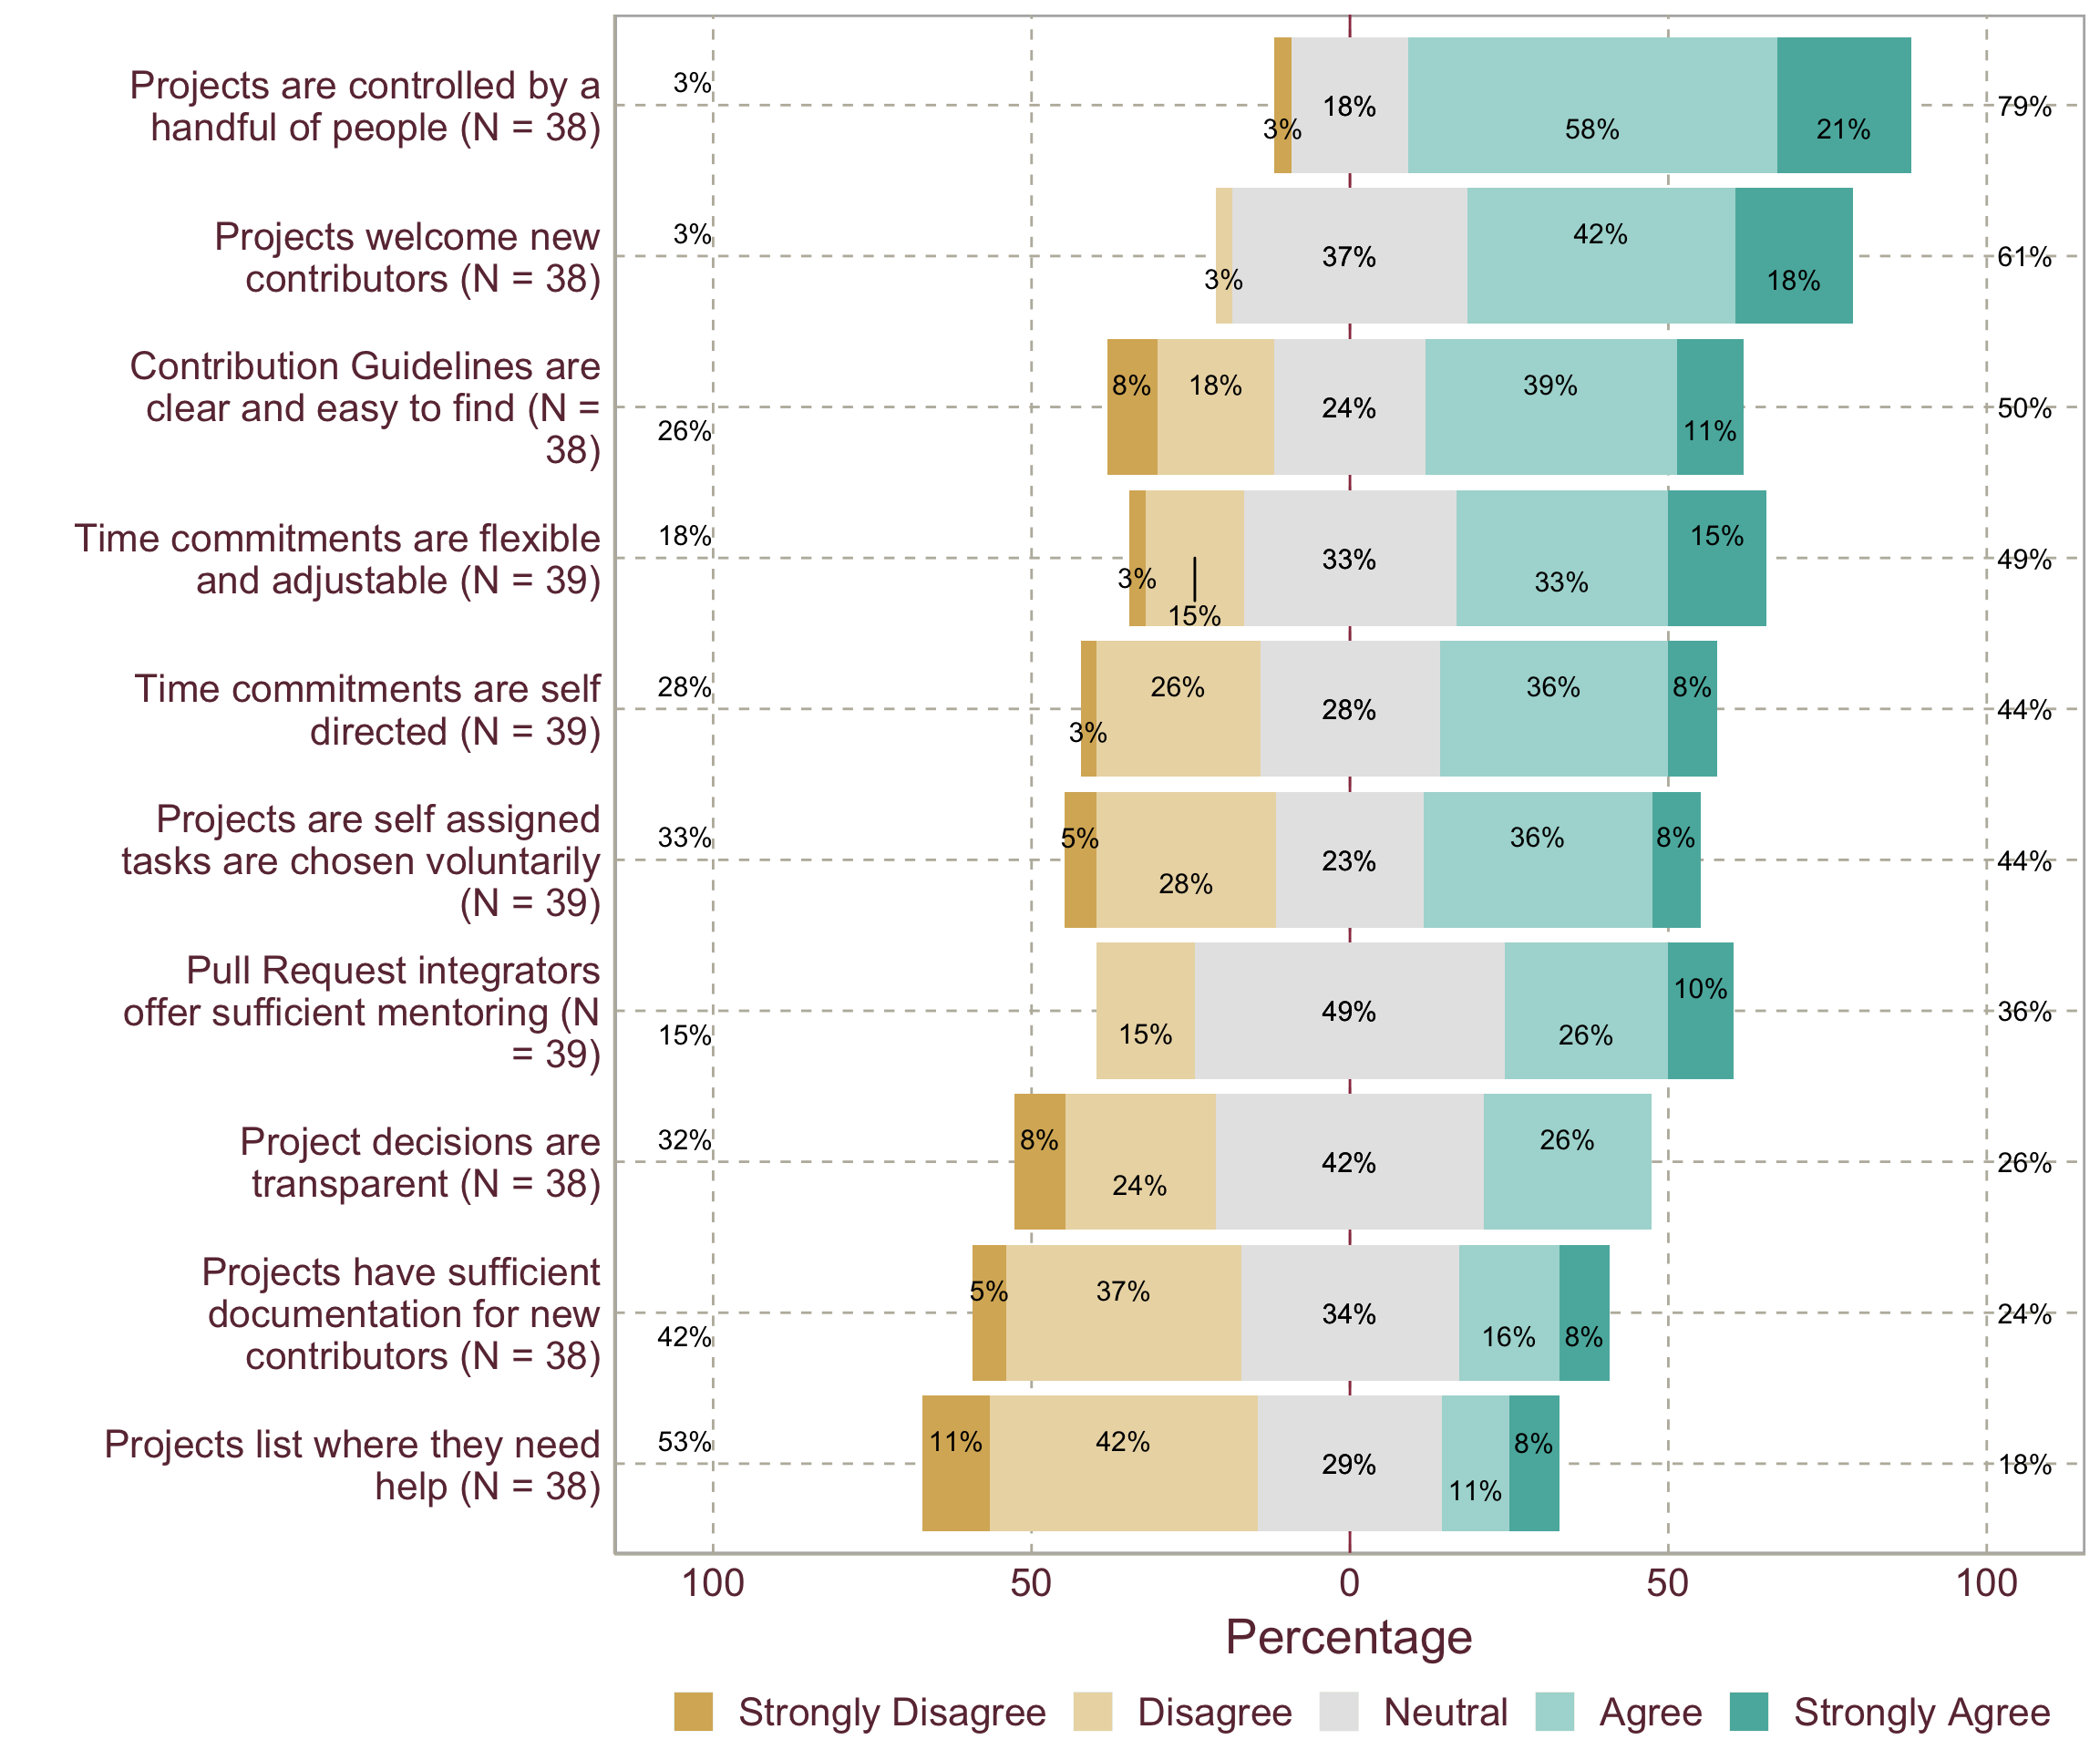 Projects are controlled by a
handful of people (N = 38)
3%
3%
18%
58%
21%
79%
Projects welcome new
contributors (N = 38)
3%
3%
37%
42%
18%
61%
Contribution Guidelines are
clear and easy to find (N =
38)
26%
8%
18%
24%
39%
11%
50%
Time commitments are flexible
and adjustable (N = 39)
18%
3%
15%
33%
33%
15%
49%
Time commitments are self
directed (N = 39)
28%
3%
26%
28%
36%
8%
44%
Projects are self assigned
tasks are chosen voluntarily
(N = 39)
33%
5%
28%
23%
36%
8%
44%
Pull Request integrators
offer sufficient mentoring (N
= 39)
15%
15%
49%
26%
10%
36%
Project decisions are
transparent (N = 38)
32%
8%
24%
42%
26%
26%
Projects have sufficient
documentation for new
contributors (N = 38)
42%
5%
37%
34%
16%
8%
24%
Projects list where they need
help (N = 38)
53%
11%
42%
29%
11%
8%
18%
100 50 0 50 100
Percentage
Strongly Disagree Disagree Neutral Agree Strongly Agree